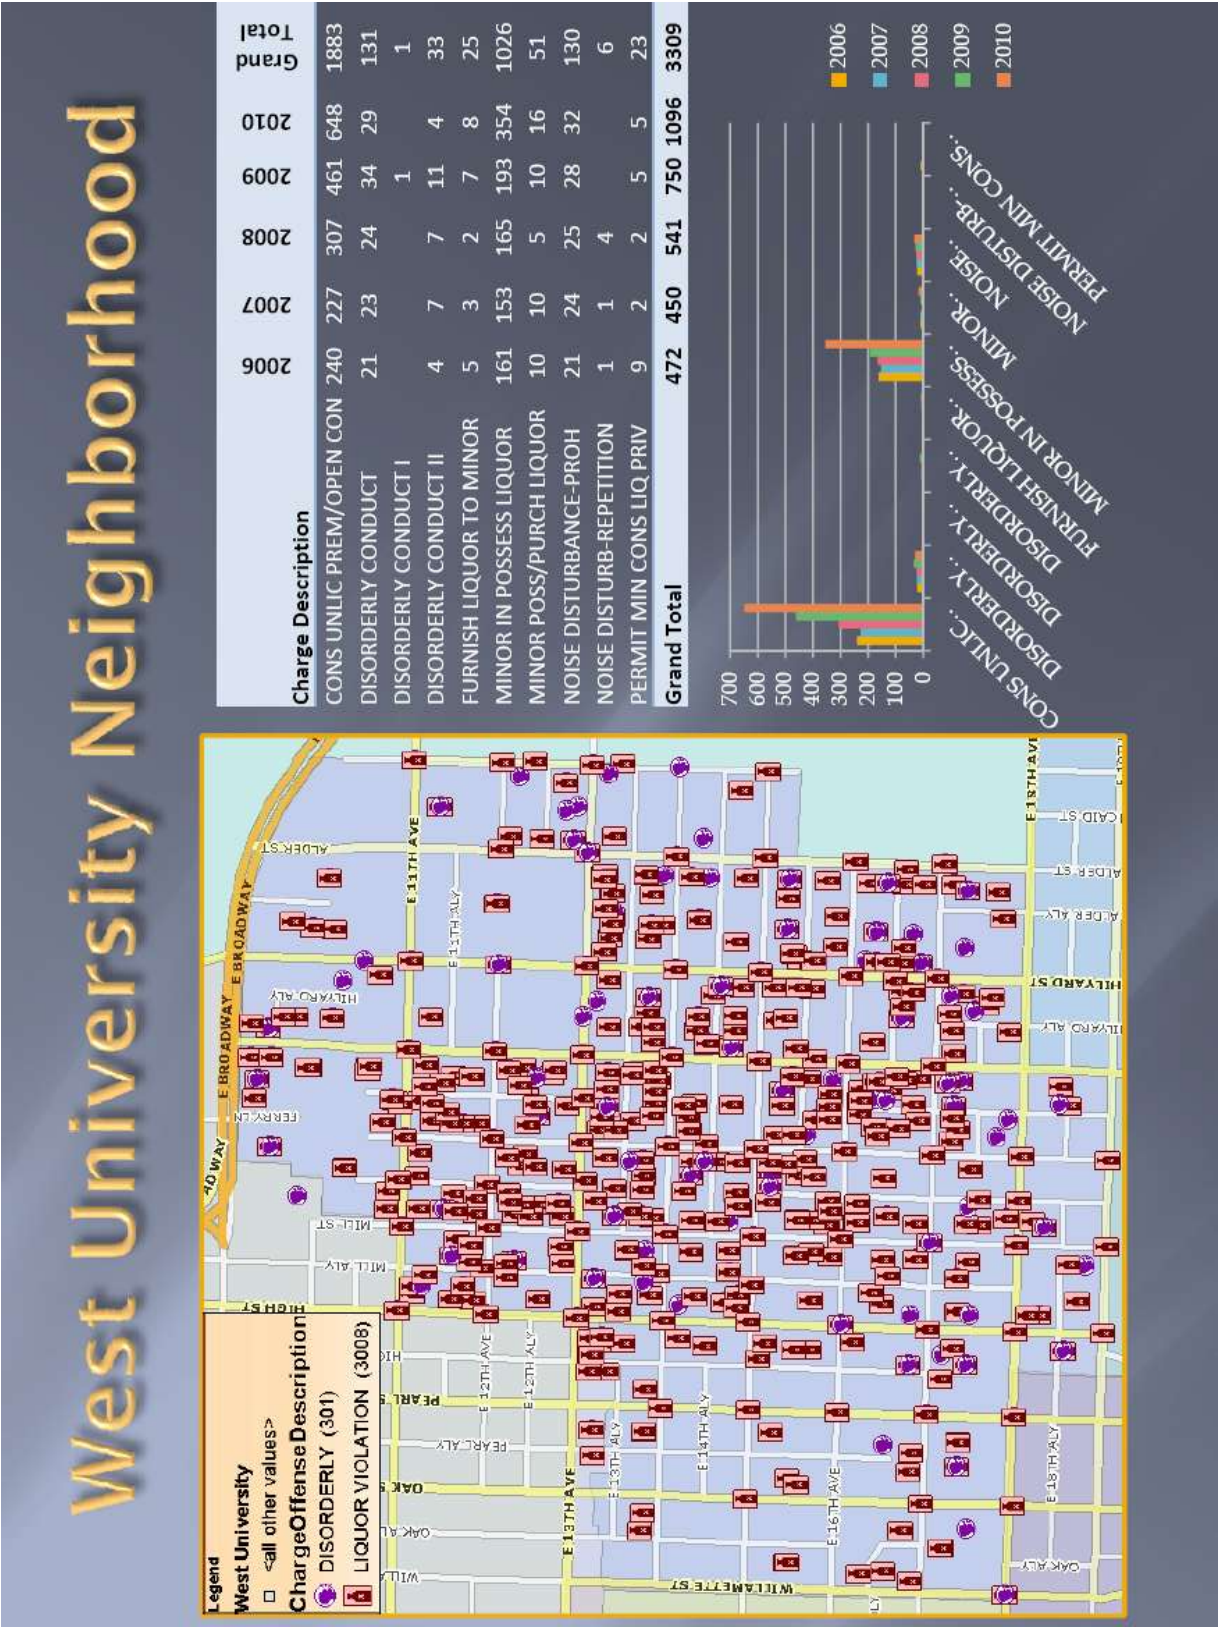 West University Neighborhood
Legend
West University
<all other values>
ChargeOffenseDescription
DISORDERLY (301)
LIQUOR VIOLATION (3008)
E BROADWAY
E BROADWAY
ADWAY
ALDER ST
HILYARD ALY
FERRY LN
MILL ST
MILL ALY
HIGH ST
PEARL S
PEARL ALY
OAK S
OAK AL
WILLA
WILLAMETTE ST
E 11TH AVE
E 11TH ALY
E 12TH AVE
E 12TH ALY
E 13TH AVE
E 13TH ALY
E 14TH ALY
E 16TH AVE
E 18TH AVE
E 18TH ALY
OAK ALY
HILYARD ST
HILYARD ALY
ALDER ALY
ALDER ST
KINCAID ST
Charge Description 2006 2007 2008 2009 2010 Grand Total
CONS UNLIC PREM/OPEN CON 240 227 307 461 648 1883
DISORDERLY CONDUCT 21 23 24 34 29 131
DISORDERLY CONDUCT I 1 1
DISORDERLY CONDUCT II 4 7 7 11 4 33
FURNISH LIQUOR TO MINOR 5 3 2 7 8 25
MINOR IN POSSESS LIQUOR 161 153 165 193 354 1026
MINOR POSS/PURCH LIQUOR 10 10 5 10 16 51
NOISE DISTURBANCE-PROH 21 24 25 28 32 130
NOISE DISTURB-REPETITION 1 1 4 6
PERMIT MIN CONS LIQ PRIV 9 2 2 5 5 23
Grand Total 472 450 541 750 1096 3309
700
600
500
400
300
200
100
0
CONS UNLIC..
DISORDERLY..
DISORDERLY..
DISORDERLY..
FURNISH LIQUOR..
MINOR IN POSSESS..
MINOR..
NOISE..
NOISE DISTURB-..
PERMIT MIN CONS..
2006
2007
2008
2009
2010